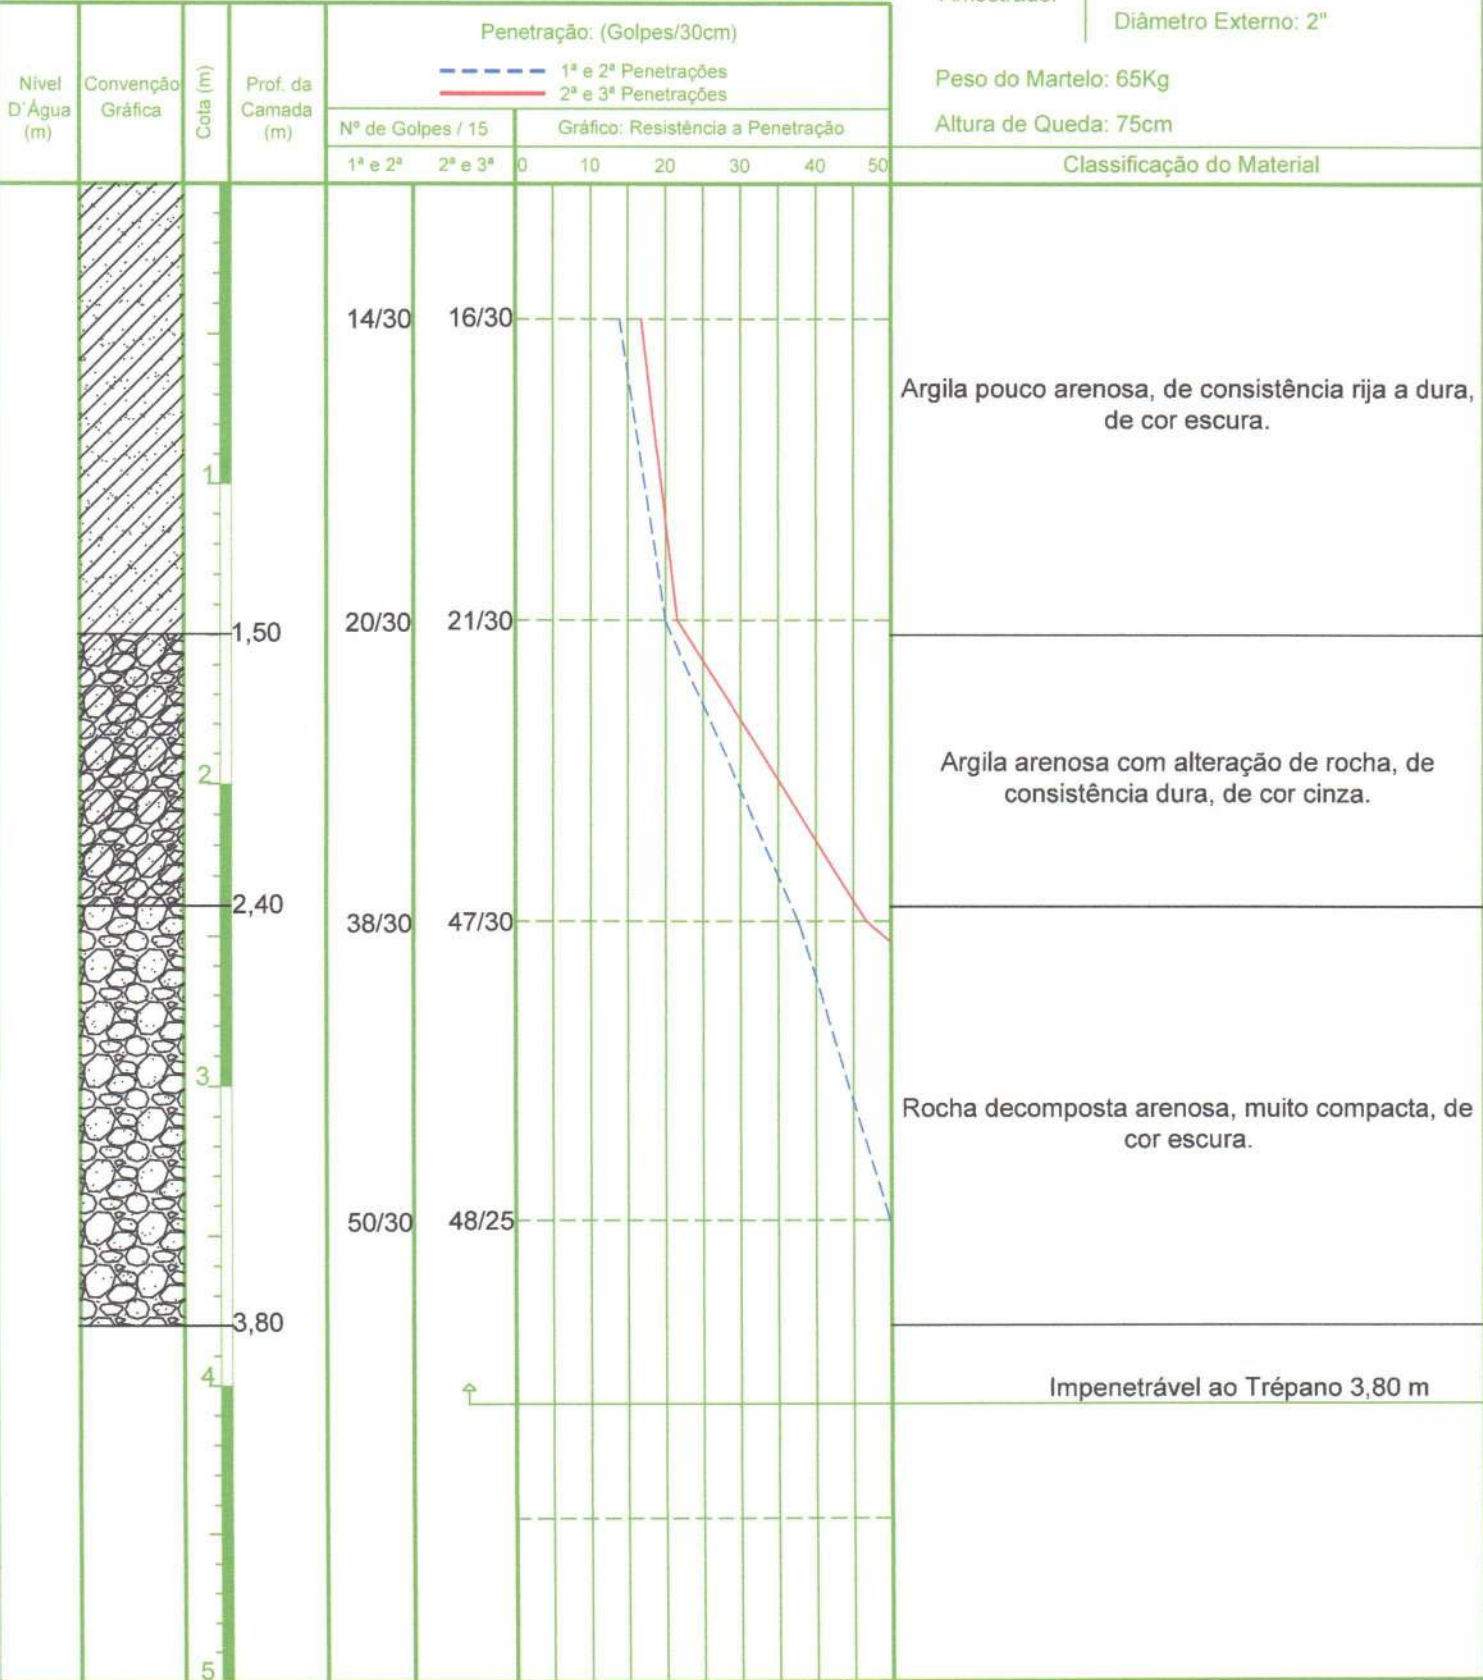 Diâmetro Externo: 2"
Penetração: (Golpes/30cm)
1ª e 2ª Penetrações
2ª e 3ª Penetrações
Peso do Martelo: 65Kg
Altura de Queda: 75cm
Nível
D'Água
(m)
Convenção
Gráfica
Cota (m)
Prof. da
Camada
(m)
Nº de Golpes / 15
Gráfico: Resistência a Penetração
1ª e 2ª
2ª e 3ª
0 10 20 30 40 50
Classificação do Material
14/30 16/30
Argila pouco arenosa, de consistência rija a dura,
de cor escura.
1
20/30 21/30
1,50
Argila arenosa com alteração de rocha, de
consistência dura, de cor cinza.
2
2,40
38/30 47/30
3
Rocha decomposta arenosa, muito compacta, de
cor escura.
50/30 48/25
3,80
4
Impenetrável ao Trépano 3,80 m
5